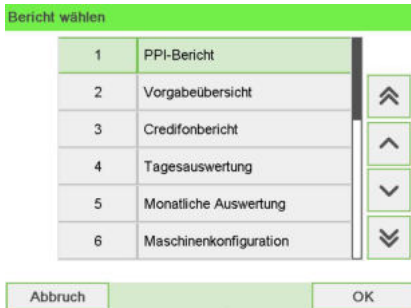 Bericht wählen
1 PPI-Bericht
2 Vorgabeübersicht
3 Credifonbericht
4 Tagesauswertung
5 Monatliche Auswertung
6 Maschinenkonfiguration
Abbruch OK